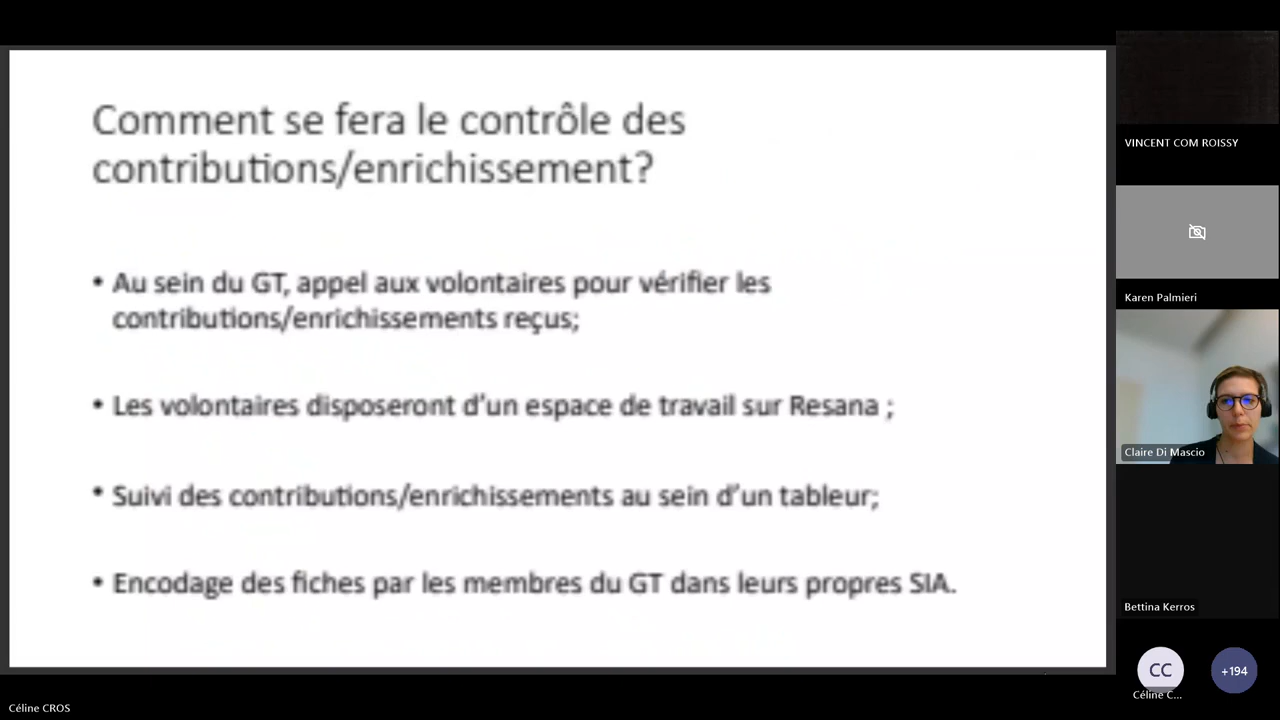 Comment se fera le contrôle des
contributions/enrichissement?
• Au sein du GT, appel aux volontaires pour vérifier les
contributions/enrichissements reçus;
• Les volontaires disposeront d'un espace de travail sur Resana ;
• Suivi des contributions/enrichissements au sein d'un tableur;
• Encodage des fiches par les membres du GT dans leurs propres SIA.
VINCENT COM ROISSY
Karen Palmieri
Claire Di Mascio
Bettina Kerros
CC
+194
Céline C...
Céline CROS